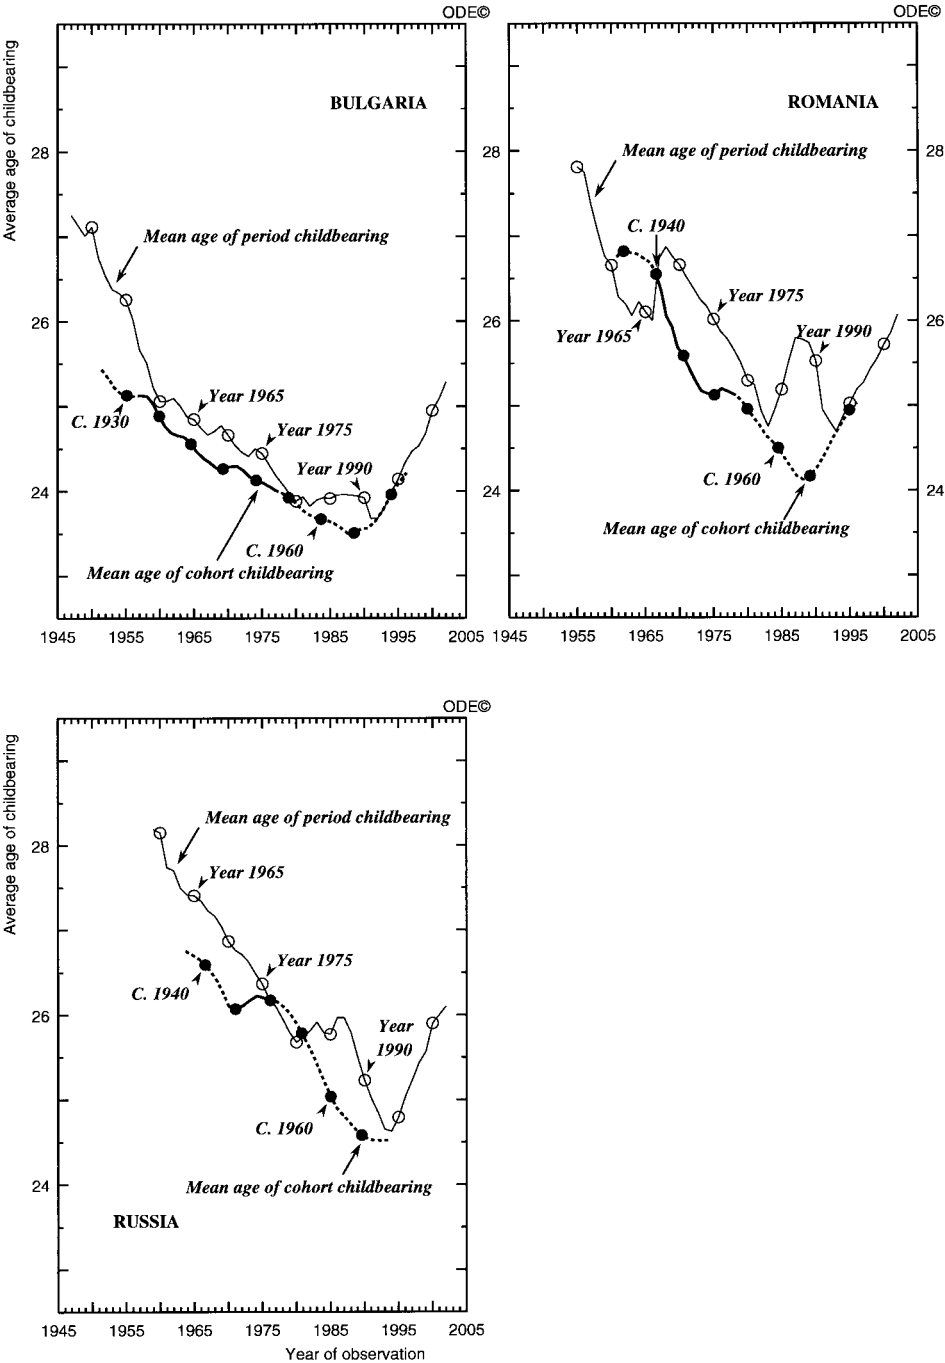 ODE©
Average age of childbearing
BULGARIA
28
26
24
Mean age of period childbearing
Year 1965
C. 1930
Year 1975
Year 1990
C. 1960
Mean age of cohort childbearing
1945 1955 1965 1975 1985 1995 2005
ODE©
ROMANIA
28 28
26 26
24 24
Mean age of period childbearing
C. 1940
Year 1975
Year 1965
Year 1990
C. 1960
Mean age of cohort childbearing
1945 1955 1965 1975 1985 1995 2005
ODE©
Average age of childbearing
28
26
24
Mean age of period childbearing
Year 1965
Year 1975
C. 1940
Year
1990
C. 1960
Mean age of cohort childbearing
RUSSIA
1945 1955 1965 1975 1985 1995 2005
Year of observation